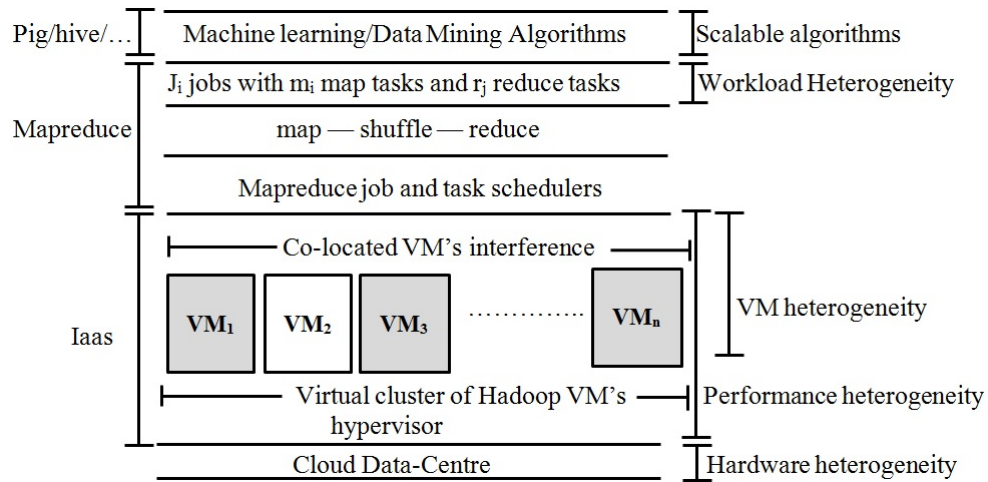 Pig/hive/... Machine learning/Data Mining Algorithms Scalable algorithms
Jᵢ jobs with mᵢ map tasks and rⱼ reduce tasks Workload Heterogeneity
Mapreduce map — shuffle — reduce
Mapreduce job and task schedulers
Co-located VM's interference
VM₁ VM₂ VM₃ .............. VMₙ VM heterogeneity
Iaas
Virtual cluster of Hadoop VM's Performance heterogeneity
hypervisor
Cloud Data-Centre Hardware heterogeneity